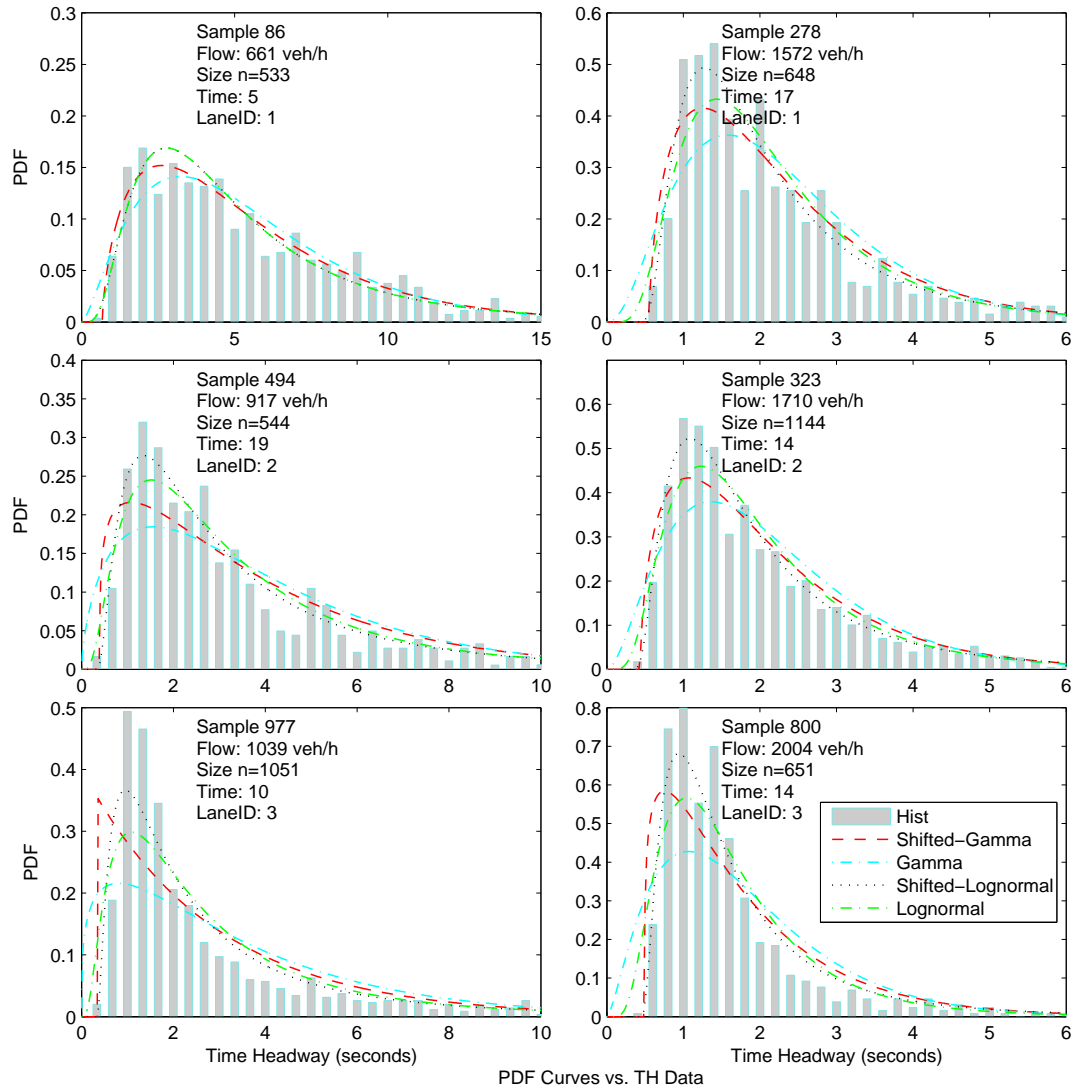 0.3
0.25
0.2
0.15
0.1
0.05
0
PDF
0 5 10 15
Sample 86
Flow: 661 veh/h
Size n=533
Time: 5
LaneID: 1
0.6
0.5
0.4
0.3
0.2
0.1
0
0 1 2 3 4 5 6
Sample 278
Flow: 1572 veh/h
Size n=648
Time: 17
LaneID: 1
0.4
0.35
0.3
0.25
0.2
0.15
0.1
0.05
0
PDF
0 2 4 6 8 10
Sample 494
Flow: 917 veh/h
Size n=544
Time: 19
LaneID: 2
0.6
0.5
0.4
0.3
0.2
0.1
0
0 1 2 3 4 5 6
Sample 323
Flow: 1710 veh/h
Size n=1144
Time: 14
LaneID: 2
0.5
0.4
0.3
0.2
0.1
0
PDF
0 2 4 6 8 10
Time Headway (seconds)
Sample 977
Flow: 1039 veh/h
Size n=1051
Time: 10
LaneID: 3
0.8
0.7
0.6
0.5
0.4
0.3
0.2
0.1
0
0 1 2 3 4 5 6
Time Headway (seconds)
Sample 800
Flow: 2004 veh/h
Size n=651
Time: 14
LaneID: 3
Hist
Shifted−Gamma
Gamma
Shifted−Lognormal
Lognormal
PDF Curves vs. TH Data